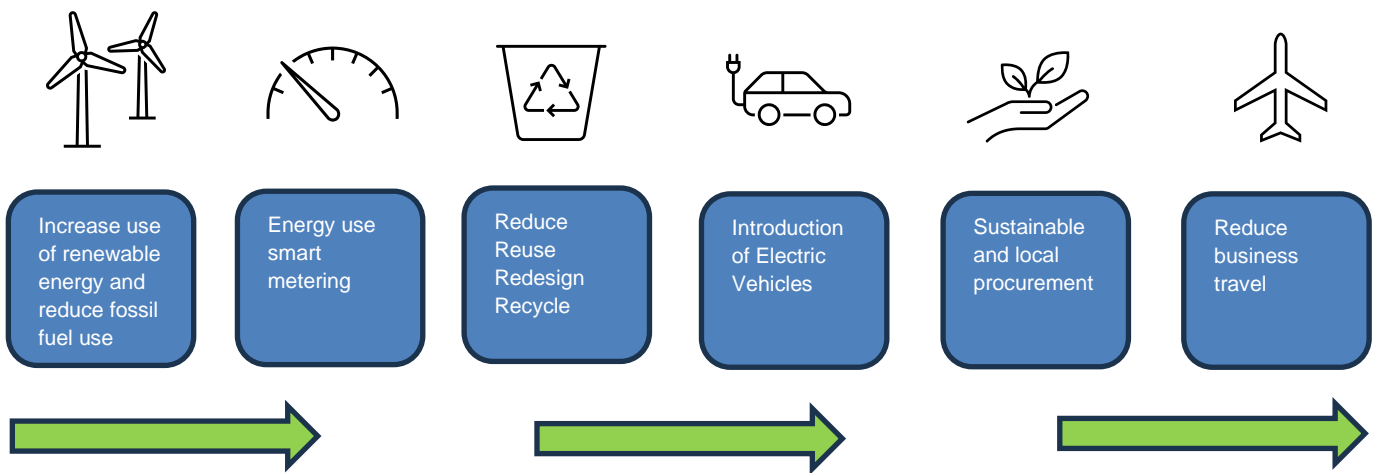 Increase use
of renewable
energy and
reduce fossil
fuel use
Energy use
smart
metering
Reduce
Reuse
Redesign
Recycle
Introduction
of Electric
Vehicles
Sustainable
and local
procurement
Reduce
business
travel